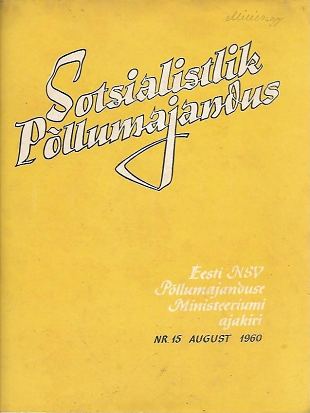 Sotsialistlik
Põllumajandus
Eesti NSV
Põllumajanduse
Ministeeriumi
ajakiri
NR. 15 AUGUST 1960